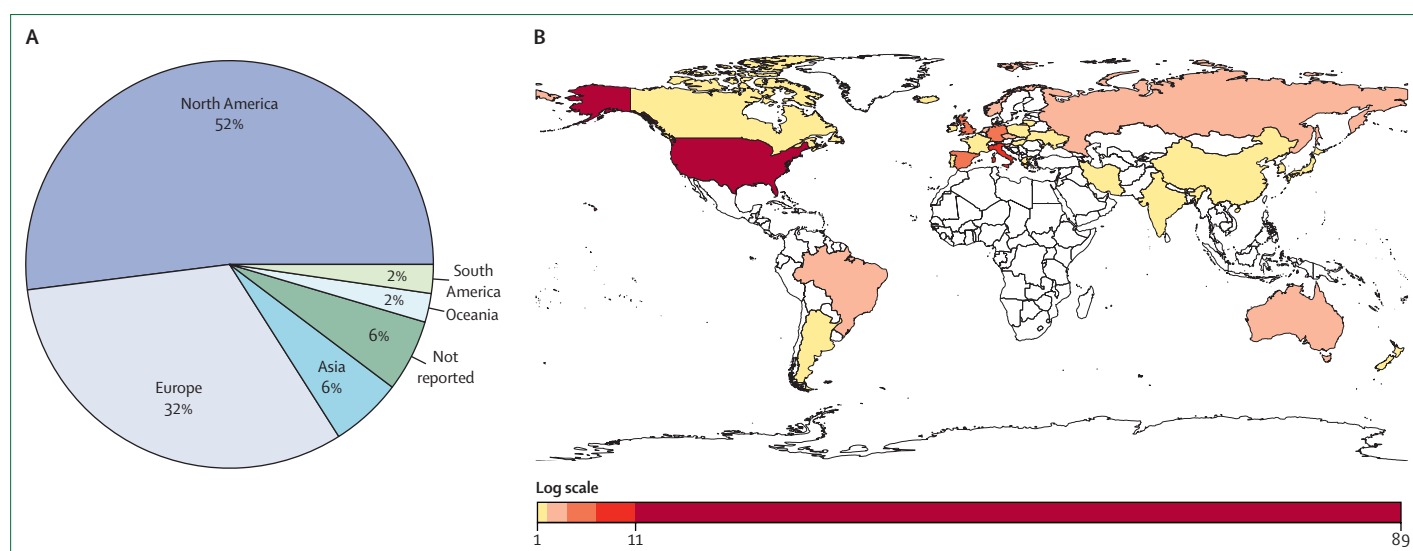 A
North America
52%
South
America
2%
2%
Oceania
6%
Not
reported
Asia
6%
Europe
32%
B
Log scale
1
11
89